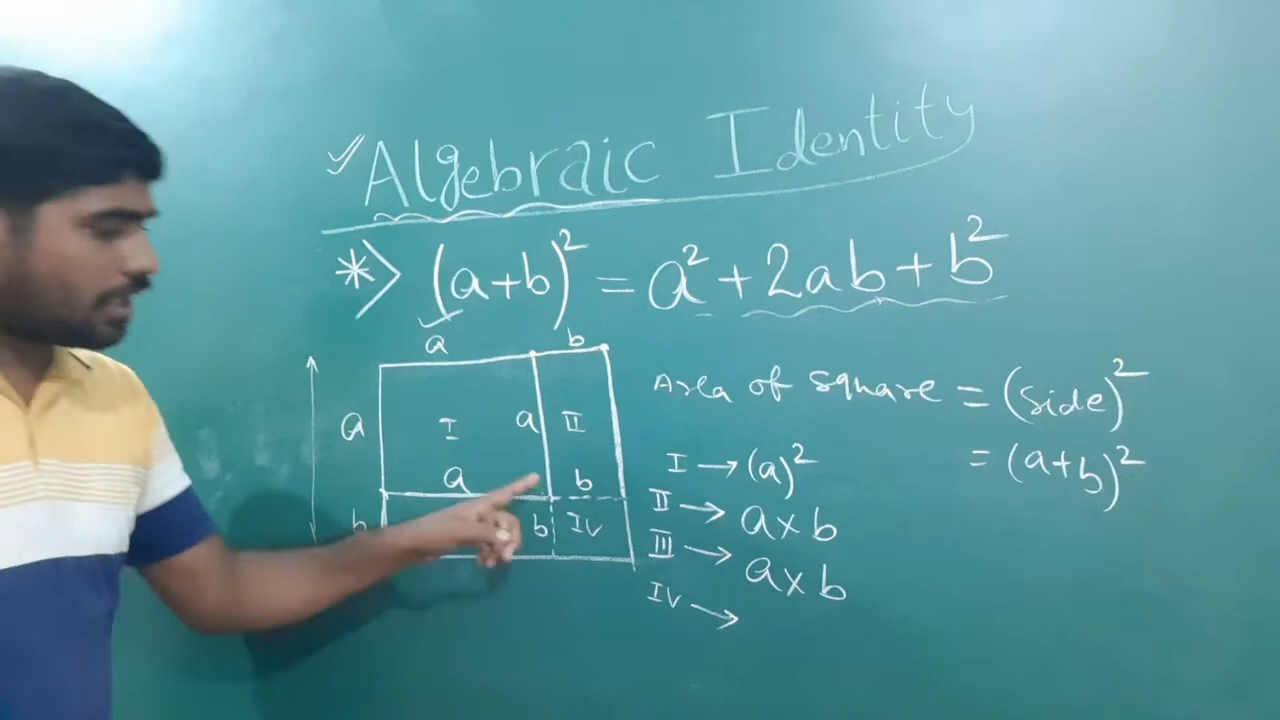 ✓ Algebraic Identity
*> (a+b)² = a² + 2ab + b²
a b
a I a II
a b
b b IV
Area of square = (side)²
= (a+b)²
I → (a)²
II → a×b
III → a×b
IV →